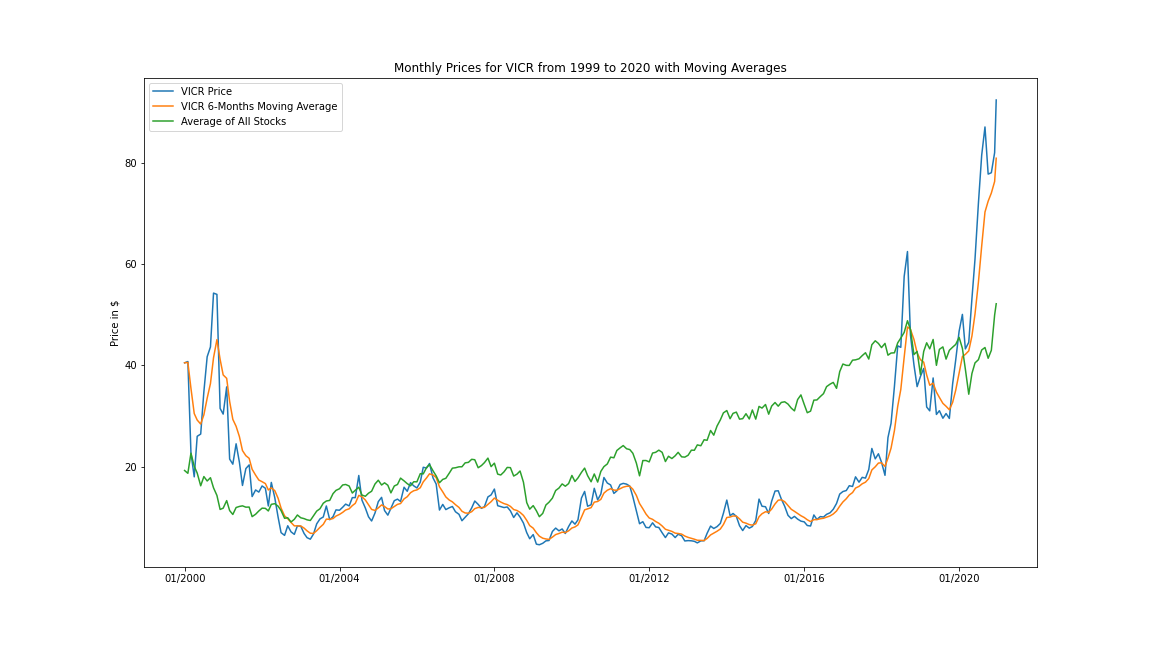 Monthly Prices for VICR from 1999 to 2020 with Moving Averages
VICR Price
VICR 6-Months Moving Average
Average of All Stocks
Price in $
80
60
40
20
01/2000 01/2004 01/2008 01/2012 01/2016 01/2020